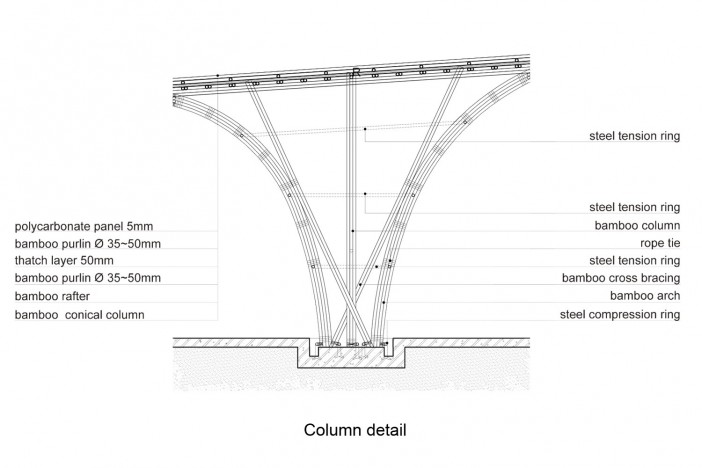 polycarbonate panel 5mm
bamboo purlin Ø 35~50mm
thatch layer 50mm
bamboo purlin Ø 35~50mm
bamboo rafter
bamboo conical column
steel tension ring
steel tension ring
bamboo column
rope tie
steel tension ring
bamboo cross bracing
bamboo arch
steel compression ring
Column detail